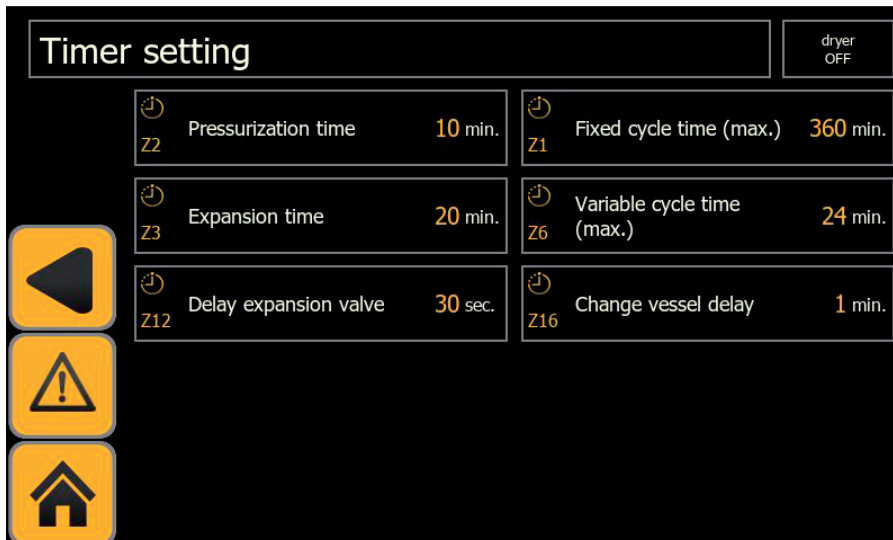 Timer setting
dryer
OFF
Z2 Pressurization time 10 min.
Z1 Fixed cycle time (max.) 360 min.
Z3 Expansion time 20 min.
Z6 Variable cycle time
(max.) 24 min.
Z12 Delay expansion valve 30 sec.
Z16 Change vessel delay 1 min.